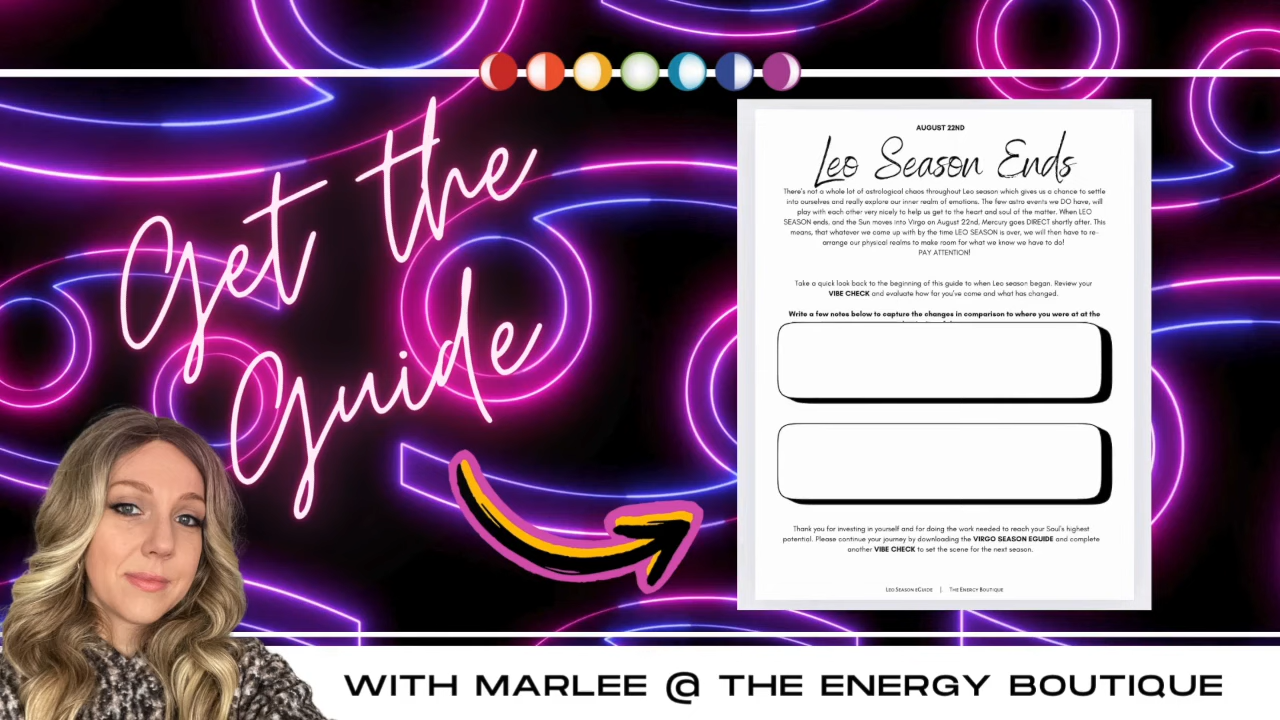 Get the
Guide
AUGUST 22ND
Leo Season Ends
There's not a whole lot of astrological chaos throughout Leo season which gives us a chance to settle
into ourselves and really explore our inner realm of emotions. The few astro events we DO have, will
play with each other very nicely to help us get to the heart and soul of the matter. When LEO
SEASON ends, and the Sun moves into Virgo on August 22nd, Mercury goes DIRECT shortly after. This
means, that whatever we came up with by the time LEO SEASON is over, we will then have to re-
arrange our physical realms to make room for what we know we have to do!
PAY ATTENTION!
Take a quick look back to the beginning of this guide to when Leo season began. Review your
VIBE CHECK and evaluate how far you've come and what has changed.
Write a few notes below to capture the changes in comparison to where you were at at the
Thank you for investing in yourself and for doing the work needed to reach your Soul's highest
potential. Please continue your journey by downloading the VIRGO SEASON EGUIDE and complete
another VIBE CHECK to set the scene for the next season.
Leo Season eGuide | The Energy Boutique
WITH MARLEE @ THE ENERGY BOUTIQUE